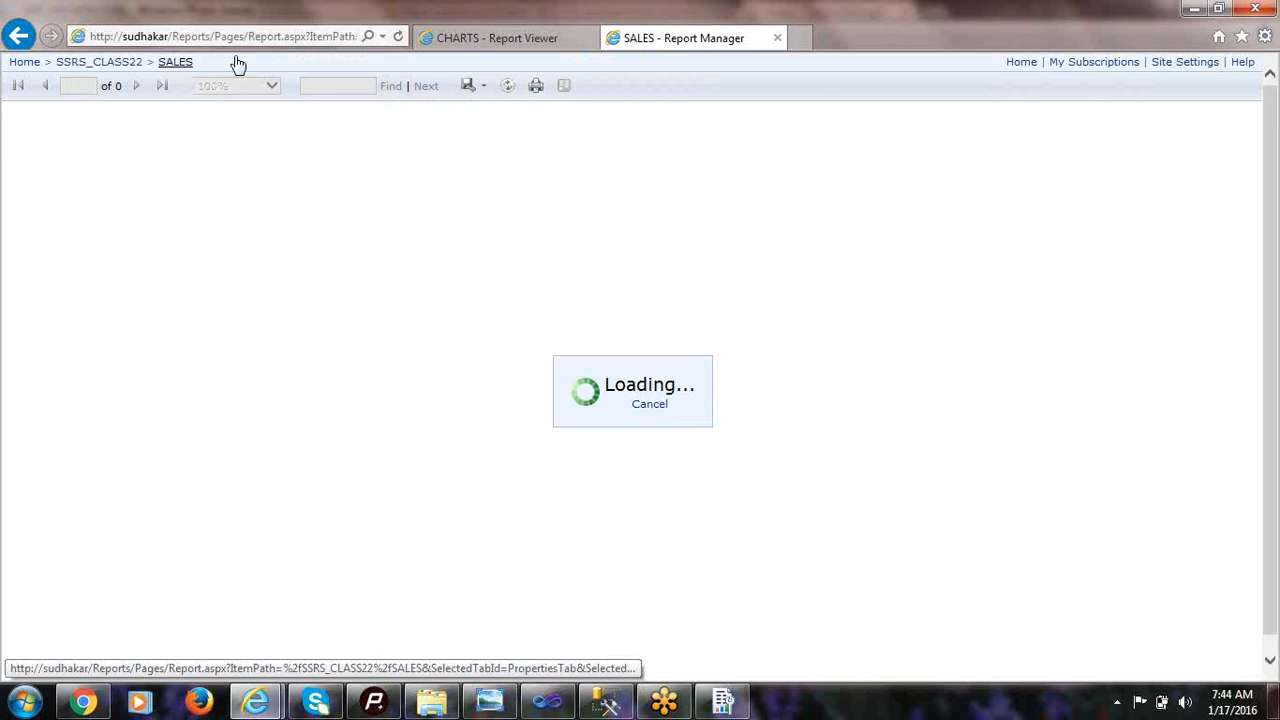 http://sudhakar/Reports/Pages/Report.aspx?ItemPath:
CHARTS - Report Viewer
SALES - Report Manager
Home > SSRS_CLASS22 > SALES
Home | My Subscriptions | Site Settings | Help
of 0
100%
Find | Next
Loading...
Cancel
http://sudhakar/Reports/Pages/Report.aspx?ItemPath=%2fSSRS_CLASS22%2fSALES&SelectedTabId=PropertiesTab&Selected...
7:44 AM
1/17/2016